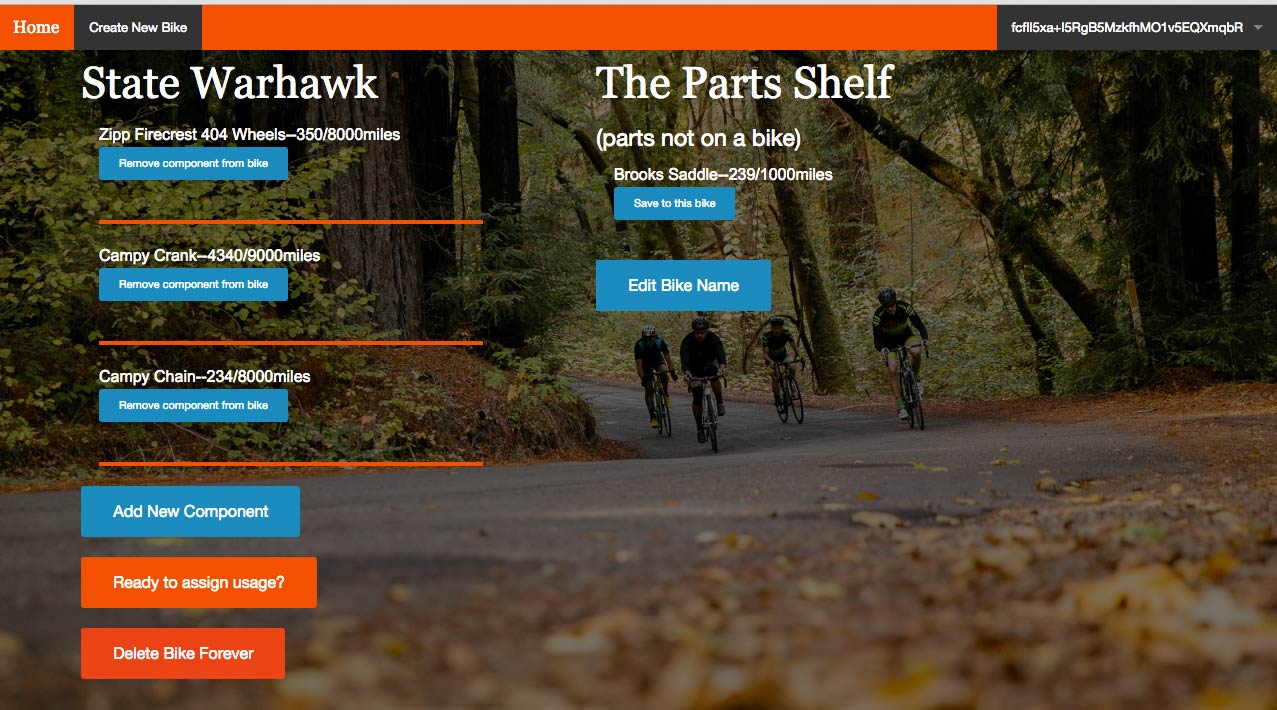 Home
Create New Bike
State Warhawk
Zipp Firecrest 404 Wheels--350/8000miles
Remove component from bike
Campy Crank--4340/9000miles
Remove component from bike
Campy Chain--234/8000miles
Remove component from bike
Add New Component
Ready to assign usage?
Delete Bike Forever
The Parts Shelf
(parts not on a bike)
Brooks Saddle--239/1000miles
Save to this bike
Edit Bike Name